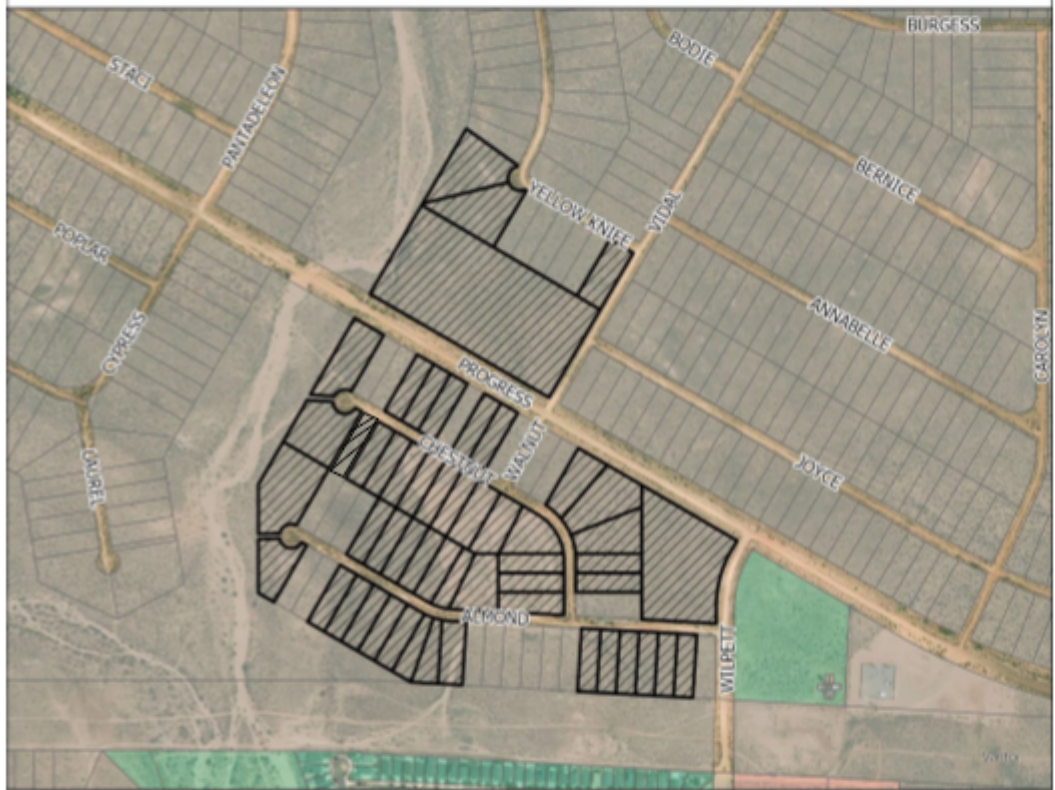 BURGESS
BODIE
STACI
PANTADELEON
BERNICE
YELLOW KNIFE
VIDAL
POPLAR
CYPRESS
ANNABELLE
CAROLYN
PROGRESS
CHESTNUT
WALNUT
LAUREL
JOYCE
ALMOND
WILPETT